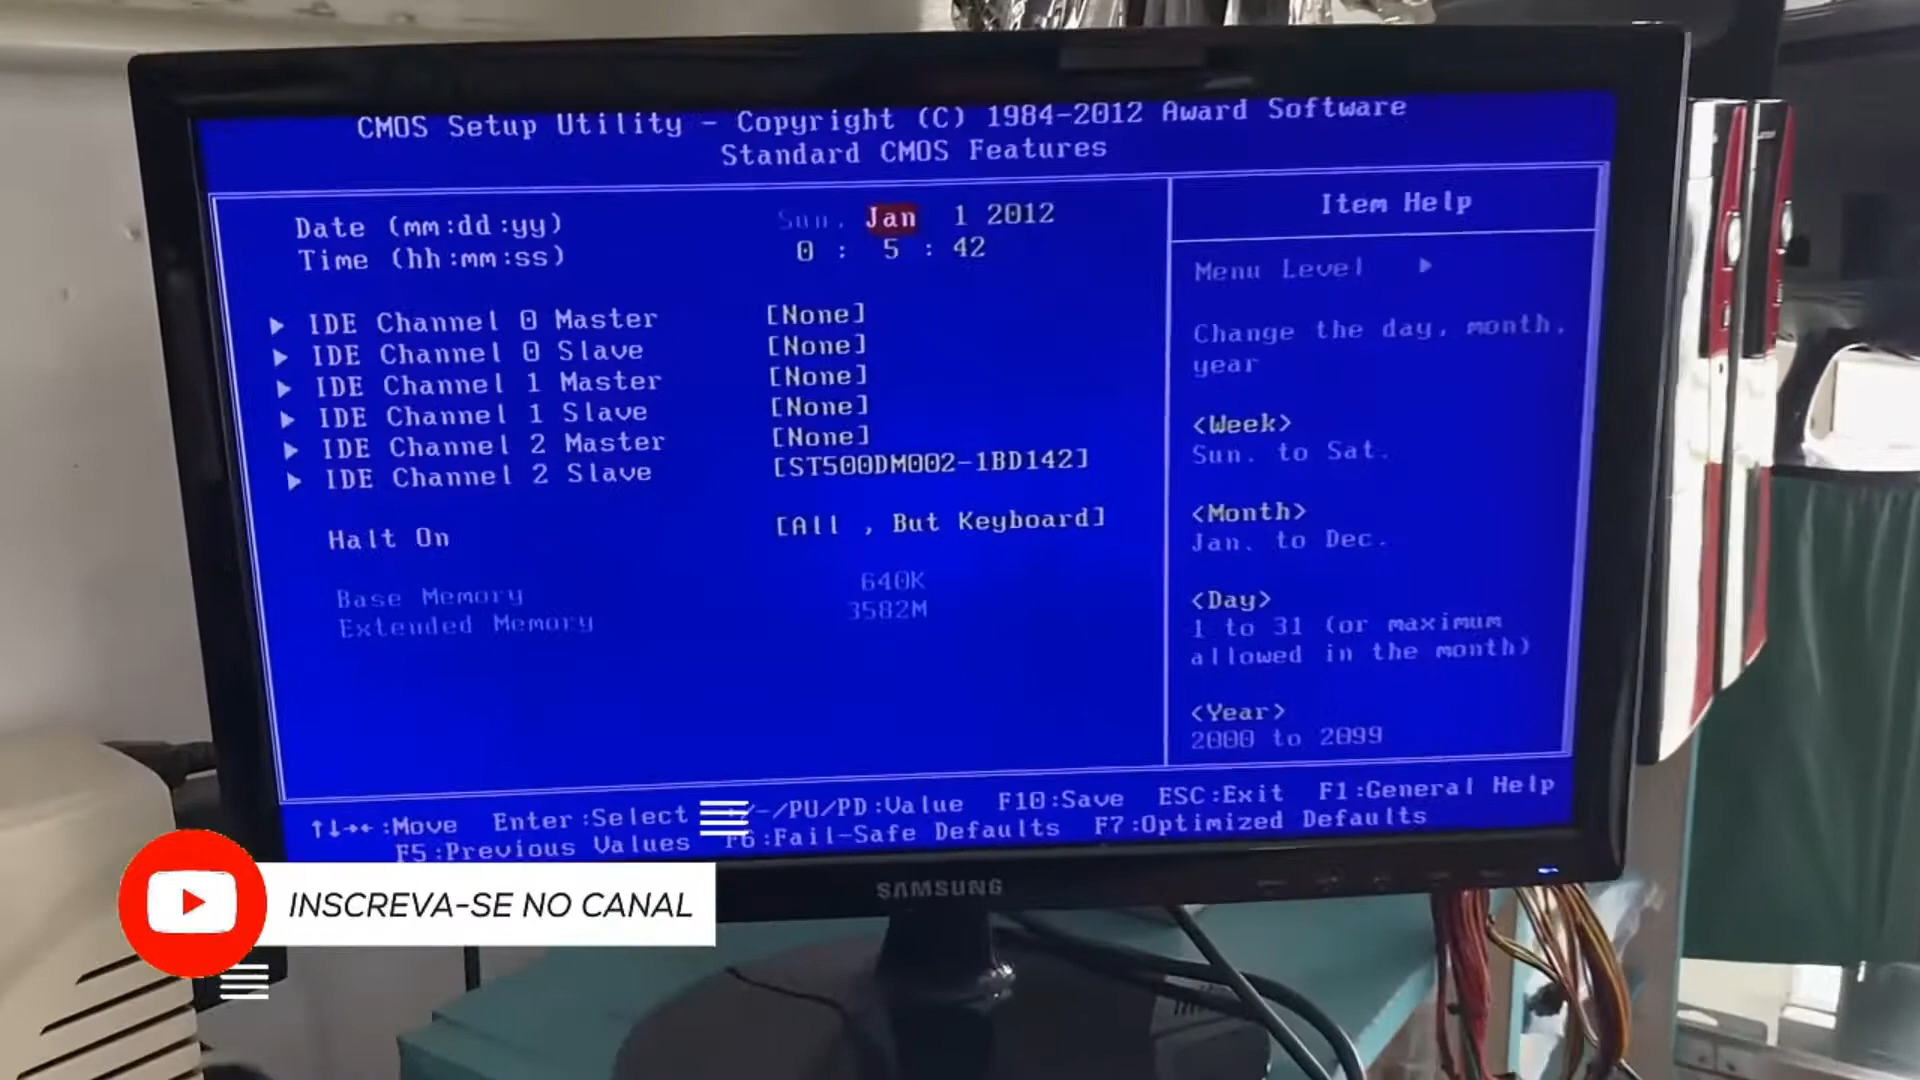 CMOS Setup Utility - Copyright (C) 1984-2012 Award Software
Standard CMOS Features
Date (mm:dd:yy) Sun, Jan 1 2012
Time (hh:mm:ss) 0 : 5 : 42
▶ IDE Channel 0 Master [None]
▶ IDE Channel 0 Slave [None]
▶ IDE Channel 1 Master [None]
▶ IDE Channel 1 Slave [None]
▶ IDE Channel 2 Master [None]
▶ IDE Channel 2 Slave [ST500DM002-1BD142]
Halt On [All , But Keyboard]
Base Memory 640K
Extended Memory 3582M
Item Help
Menu Level ▶
Change the day, month,
year
<Week>
Sun. to Sat.
<Month>
Jan. to Dec.
<Day>
1 to 31 (or maximum
allowed in the month)
<Year>
2000 to 2099
↑↓→←:Move Enter:Select /-/PU/PD:Value F10:Save ESC:Exit F1:General Help
F5:Previous Values F6:Fail-Safe Defaults F7:Optimized Defaults
SAMSUNG
INSCREVA-SE NO CANAL